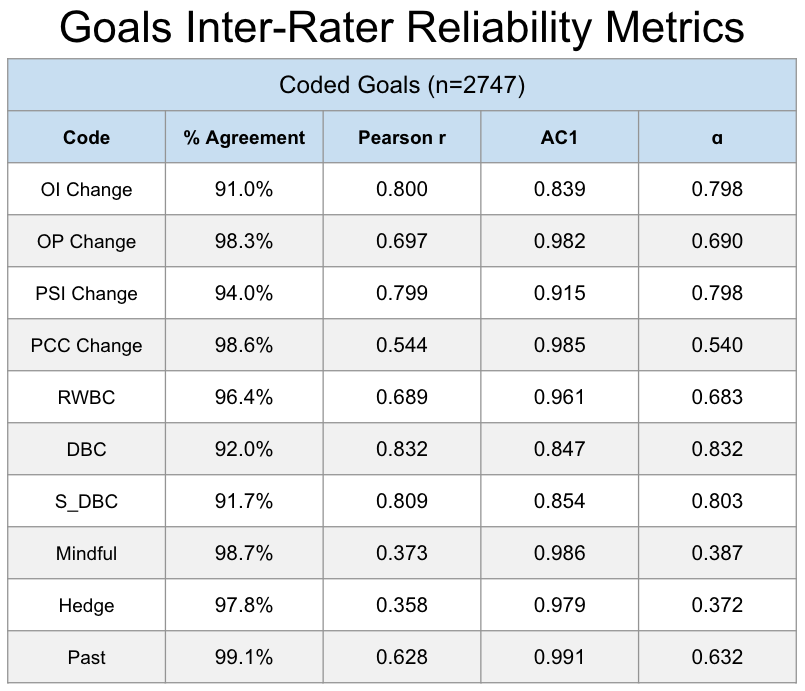 Goals Inter-Rater Reliability Metrics
Coded Goals (n=2747)
Code % Agreement Pearson r AC1 α
OI Change 91.0% 0.800 0.839 0.798
OP Change 98.3% 0.697 0.982 0.690
PSI Change 94.0% 0.799 0.915 0.798
PCC Change 98.6% 0.544 0.985 0.540
RWBC 96.4% 0.689 0.961 0.683
DBC 92.0% 0.832 0.847 0.832
S_DBC 91.7% 0.809 0.854 0.803
Mindful 98.7% 0.373 0.986 0.387
Hedge 97.8% 0.358 0.979 0.372
Past 99.1% 0.628 0.991 0.632